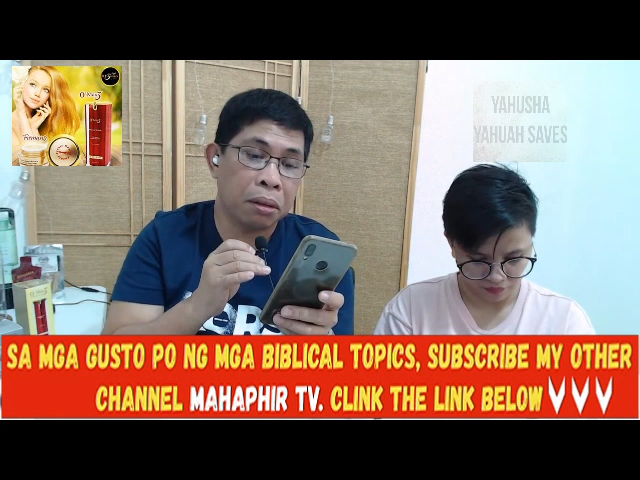 YAHUSHA
YAHUAH SAVES
SA MGA GUSTO PO NG MGA BIBLICAL TOPICS, SUBSCRIBE MY OTHER
CHANNEL MAHAPHIR TV. CLINK THE LINK BELOW